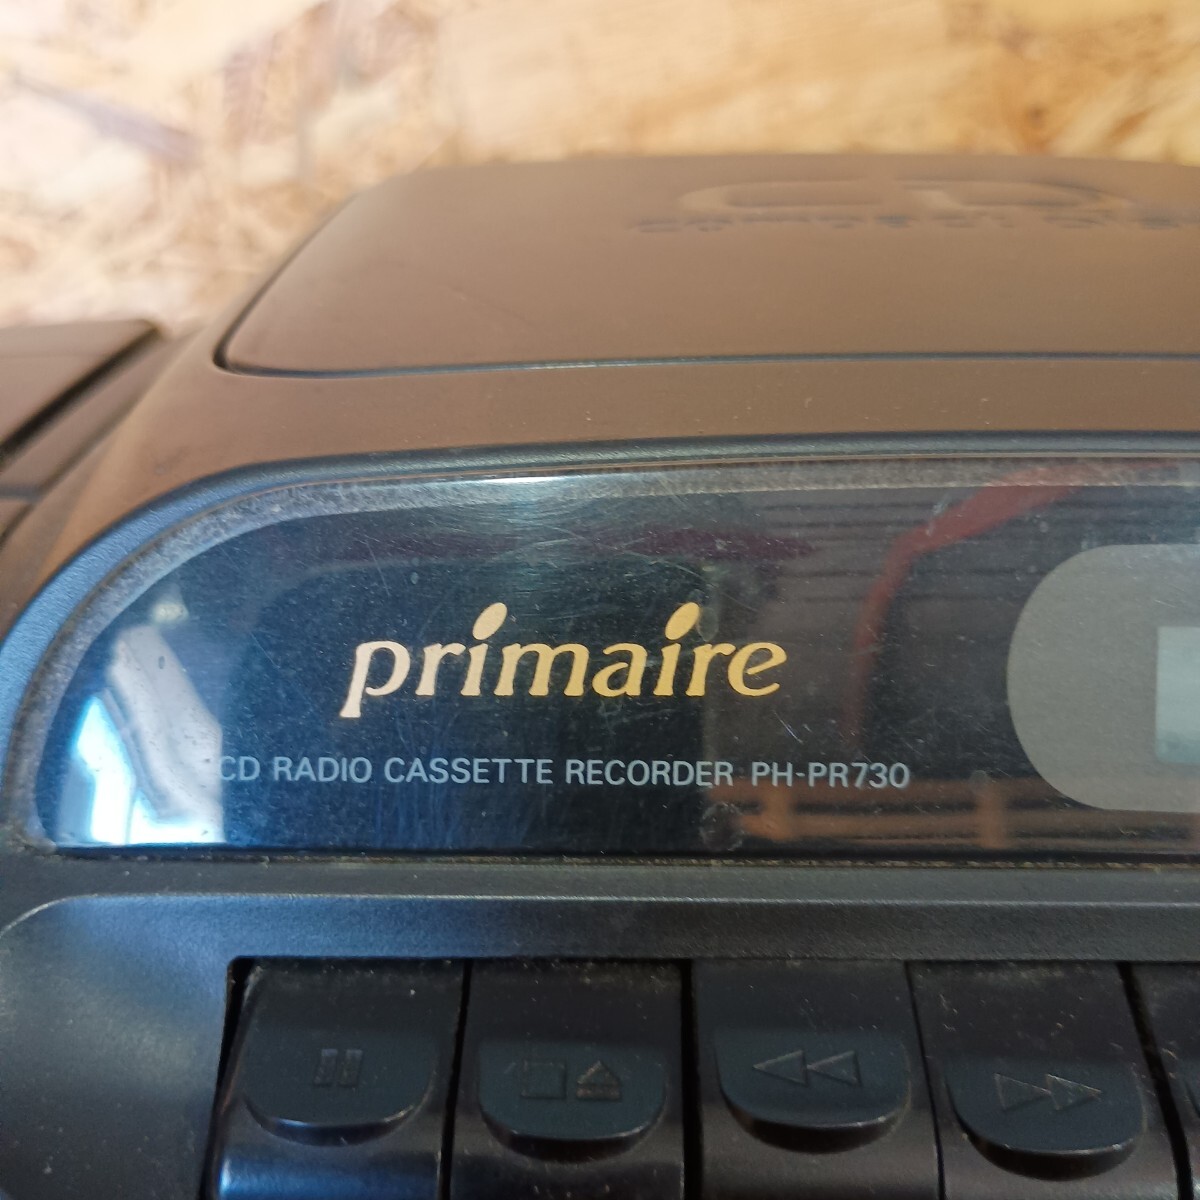 primaire
CD RADIO CASSETTE RECORDER PH-PR730